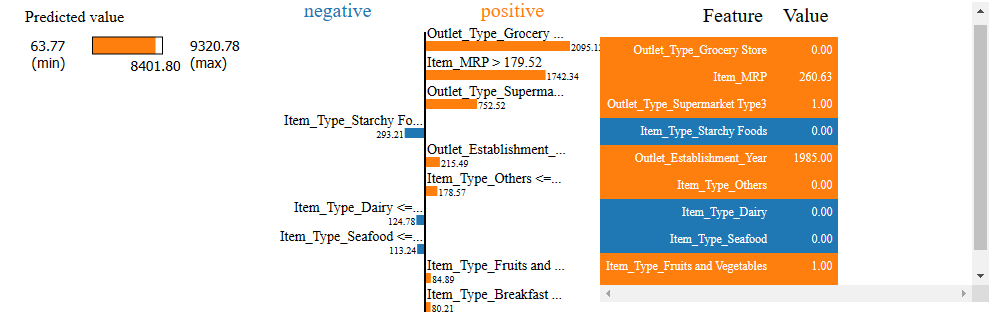 Predicted value
63.77
(min)
9320.78
(max)
8401.80
negative
positive
Outlet_Type_Grocery ...
Item_MRP > 179.52
1742.34
Outlet_Type_Superma...
752.52
Item_Type_Starchy Fo...
293.21
Outlet_Establishment_ ...
215.49
Item_Type_Others <=...
178.57
Item_Type_Dairy <=...
124.78
Item_Type_Seafood <=...
113.24
Item_Type_Fruits and ...
84.89
Item_Type_Breakfast ...
80.21
Feature Value
Outlet_Type_Grocery Store 0.00
Item_MRP 260.63
Outlet_Type_Supermarket Type3 1.00
Item_Type_Starchy Foods 0.00
Outlet_Establishment_Year 1985.00
Item_Type_Others 0.00
Item_Type_Dairy 0.00
Item_Type_Seafood 0.00
Item_Type_Fruits and Vegetables 1.00